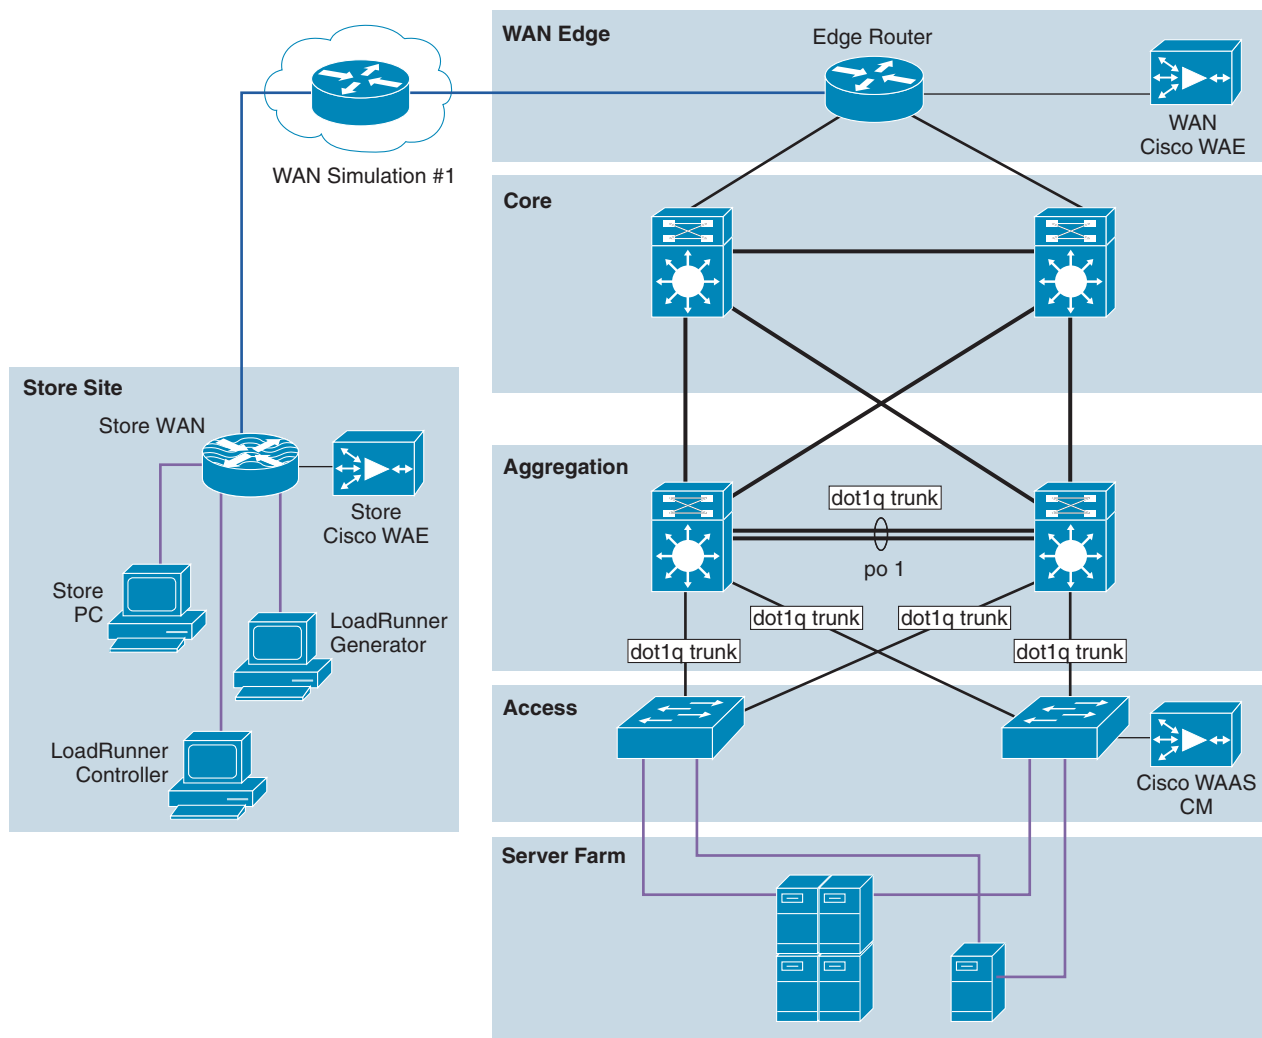 WAN Edge
Edge Router
WAN
Cisco WAE
WAN Simulation #1
Core
Store Site
Store WAN
Store
Cisco WAE
Store
PC
LoadRunner
Generator
LoadRunner
Controller
Aggregation
dot1q trunk
po 1
dot1q trunk
dot1q trunk
dot1q trunk
dot1q trunk
Access
Cisco WAAS
CM
Server Farm